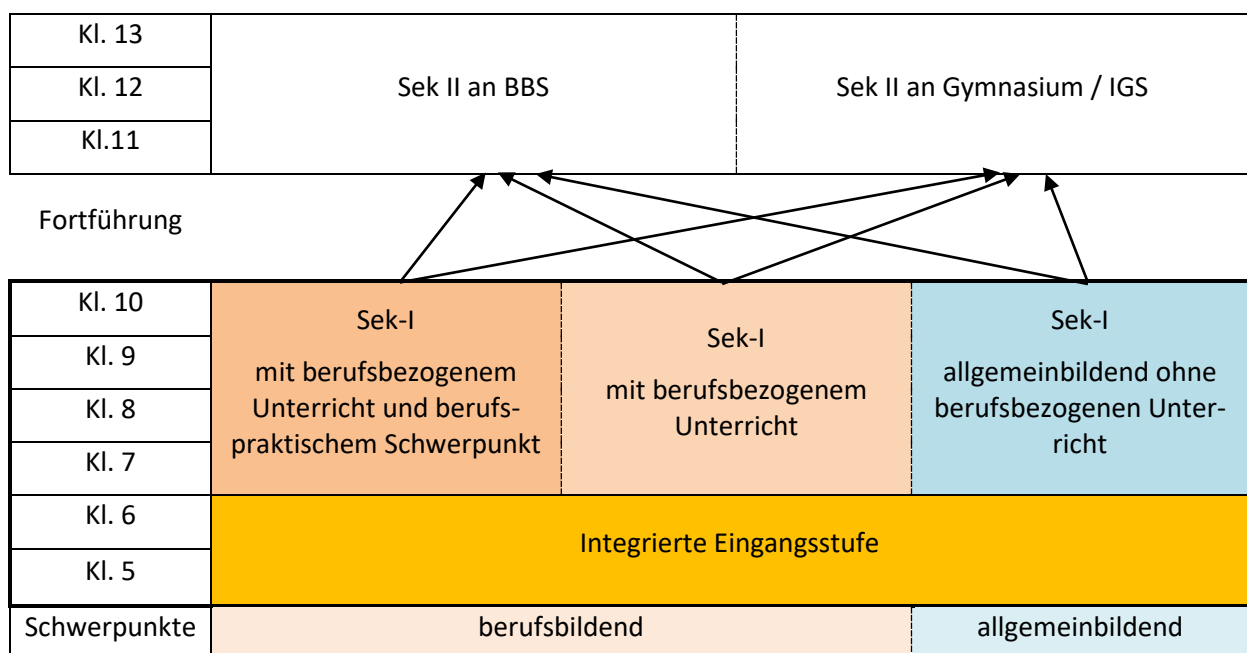 Kl. 13
Kl. 12
Kl.11
Sek II an BBS
Sek II an Gymnasium / IGS
Fortführung
Kl. 10
Kl. 9
Kl. 8
Kl. 7
Kl. 6
Kl. 5
Sek-I
mit berufsbezogenem
Unterricht und berufs-
praktischem Schwerpunkt
Sek-I
mit berufsbezogenem
Unterricht
Sek-I
allgemeinbildend ohne
berufsbezogenen Unter-
richt
Integrierte Eingangsstufe
Schwerpunkte
berufsbildend
allgemeinbildend